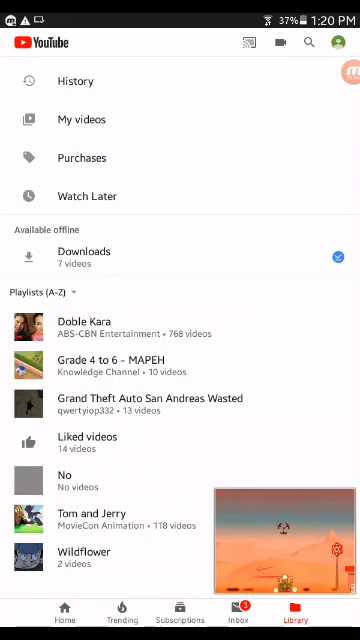 37% 1:20 PM
YouTube
History
My videos
Purchases
Watch Later
Available offline
Downloads
7 videos
Playlists (A-Z)
Doble Kara
ABS-CBN Entertainment • 768 videos
Grade 4 to 6 - MAPEH
Knowledge Channel • 10 videos
Grand Theft Auto San Andreas Wasted
qwertyiop332 • 13 videos
Liked videos
14 videos
No
No videos
Tom and Jerry
MovieCon Animation • 118 videos
Wildflower
2 videos
3
Home Trending Subscriptions Inbox Library